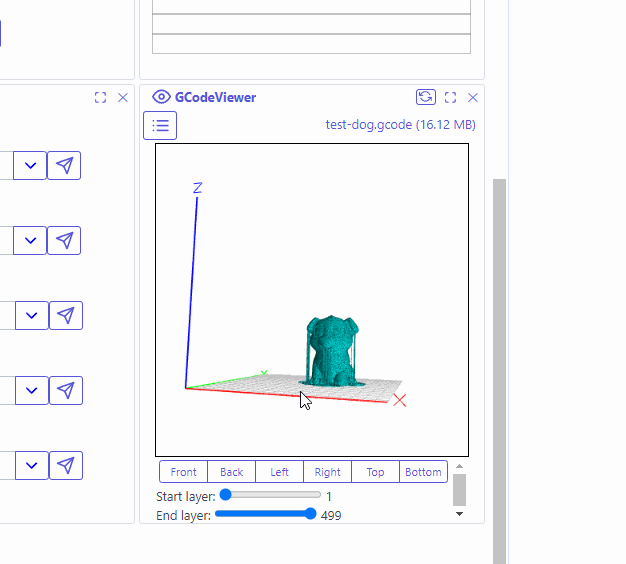 GCodeViewer
test-dog.gcode (16.12 MB)
Z
Y
X
Front Back Left Right Top Bottom
Start layer: 1
End layer: 499